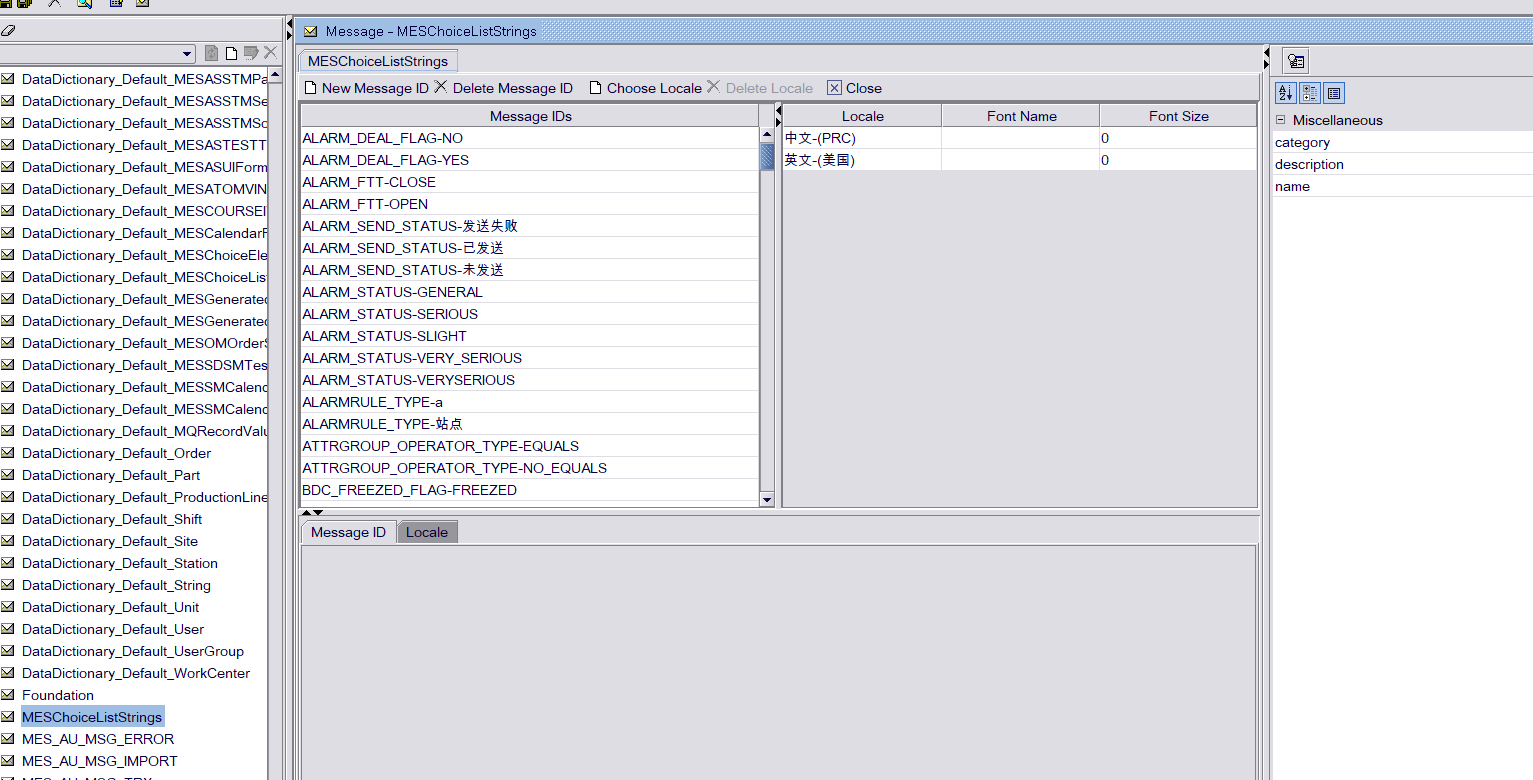 Message - MESChoiceListStrings
MESChoiceListStrings
New Message ID Delete Message ID Choose Locale Delete Locale Close
DataDictionary_Default_MESASSTMPa
DataDictionary_Default_MESASSTMSe
DataDictionary_Default_MESASSTMSc
DataDictionary_Default_MESASTESTT
DataDictionary_Default_MESASUIForm
DataDictionary_Default_MESATOMVIN
DataDictionary_Default_MESCOURSEI
DataDictionary_Default_MESCalendarF
DataDictionary_Default_MESChoiceEle
DataDictionary_Default_MESChoiceList
DataDictionary_Default_MESGenerated
DataDictionary_Default_MESGenerated
DataDictionary_Default_MESOMOrderS
DataDictionary_Default_MESSDSMTes
DataDictionary_Default_MESSMCalend
DataDictionary_Default_MESSMCalend
DataDictionary_Default_MQRecordValu
DataDictionary_Default_Order
DataDictionary_Default_Part
DataDictionary_Default_ProductionLine
DataDictionary_Default_Shift
DataDictionary_Default_Site
DataDictionary_Default_Station
DataDictionary_Default_String
DataDictionary_Default_Unit
DataDictionary_Default_User
DataDictionary_Default_UserGroup
DataDictionary_Default_WorkCenter
Foundation
MESChoiceListStrings
MES_AU_MSG_ERROR
MES_AU_MSG_IMPORT
Message IDs
ALARM_DEAL_FLAG-NO
ALARM_DEAL_FLAG-YES
ALARM_FTT-CLOSE
ALARM_FTT-OPEN
ALARM_SEND_STATUS-发送失败
ALARM_SEND_STATUS-已发送
ALARM_SEND_STATUS-未发送
ALARM_STATUS-GENERAL
ALARM_STATUS-SERIOUS
ALARM_STATUS-SLIGHT
ALARM_STATUS-VERY_SERIOUS
ALARM_STATUS-VERYSERIOUS
ALARMRULE_TYPE-a
ALARMRULE_TYPE-站点
ATTRGROUP_OPERATOR_TYPE-EQUALS
ATTRGROUP_OPERATOR_TYPE-NO_EQUALS
BDC_FREEZED_FLAG-FREEZED
Locale Font Name Font Size
中文-(PRC) 0
英文-(美国) 0
Message ID Locale
Miscellaneous
category
description
name